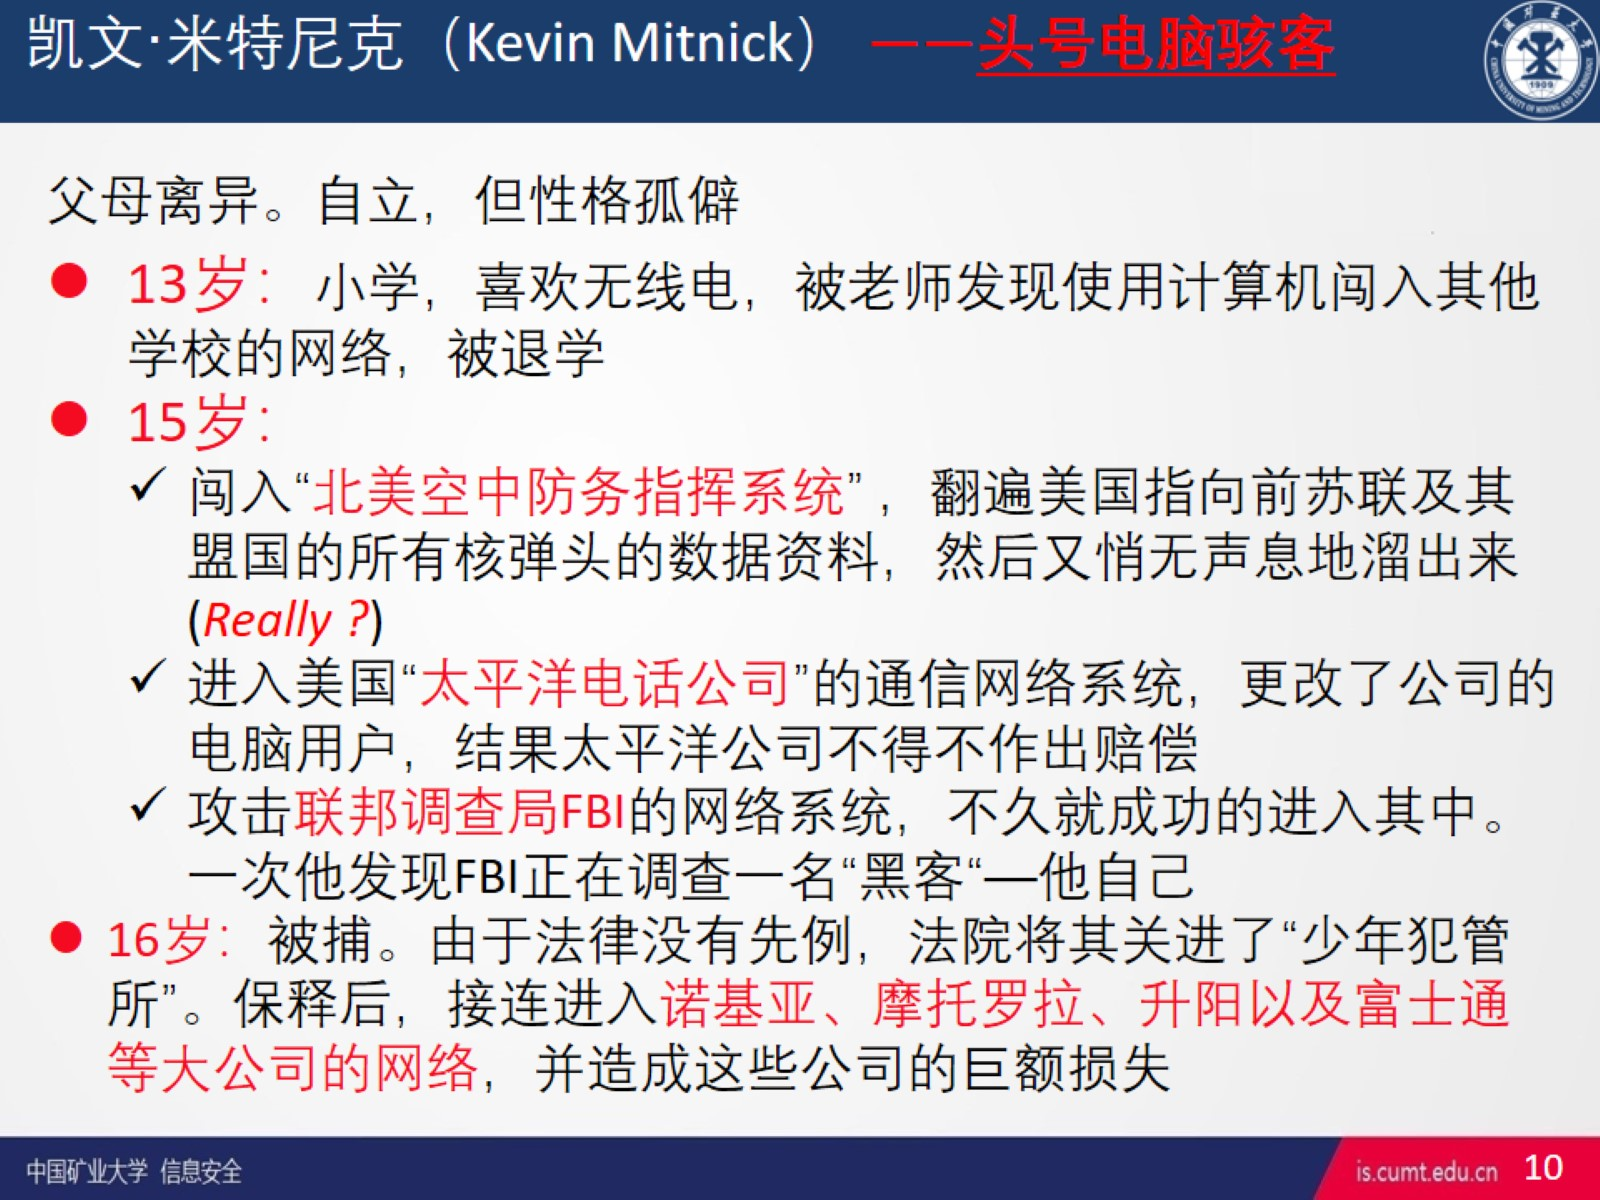 凯文·米特尼克（Kevin Mitnick） ——头号电脑骇客
父母离异。自立，但性格孤僻
● 13岁： 小学，喜欢无线电，被老师发现使用计算机闯入其他
学校的网络，被退学
● 15岁：
✓ 闯入“北美空中防务指挥系统”，翻遍美国指向前苏联及其
盟国的所有核弹头的数据资料，然后又悄无声息地溜出来
(Really ?)
✓ 进入美国“太平洋电话公司”的通信网络系统，更改了公司的
电脑用户，结果太平洋公司不得不作出赔偿
✓ 攻击联邦调查局FBI的网络系统，不久就成功的进入其中。
一次他发现FBI正在调查一名“黑客“—他自己
● 16岁：被捕。由于法律没有先例，法院将其关进了“少年犯管
所”。保释后，接连进入诺基亚、摩托罗拉、升阳以及富士通
等大公司的网络，并造成这些公司的巨额损失
中国矿业大学 信息安全
is.cumt.edu.cn 10
CHINA UNIVERSITY OF MINING AND TECHNOLOGY
1909